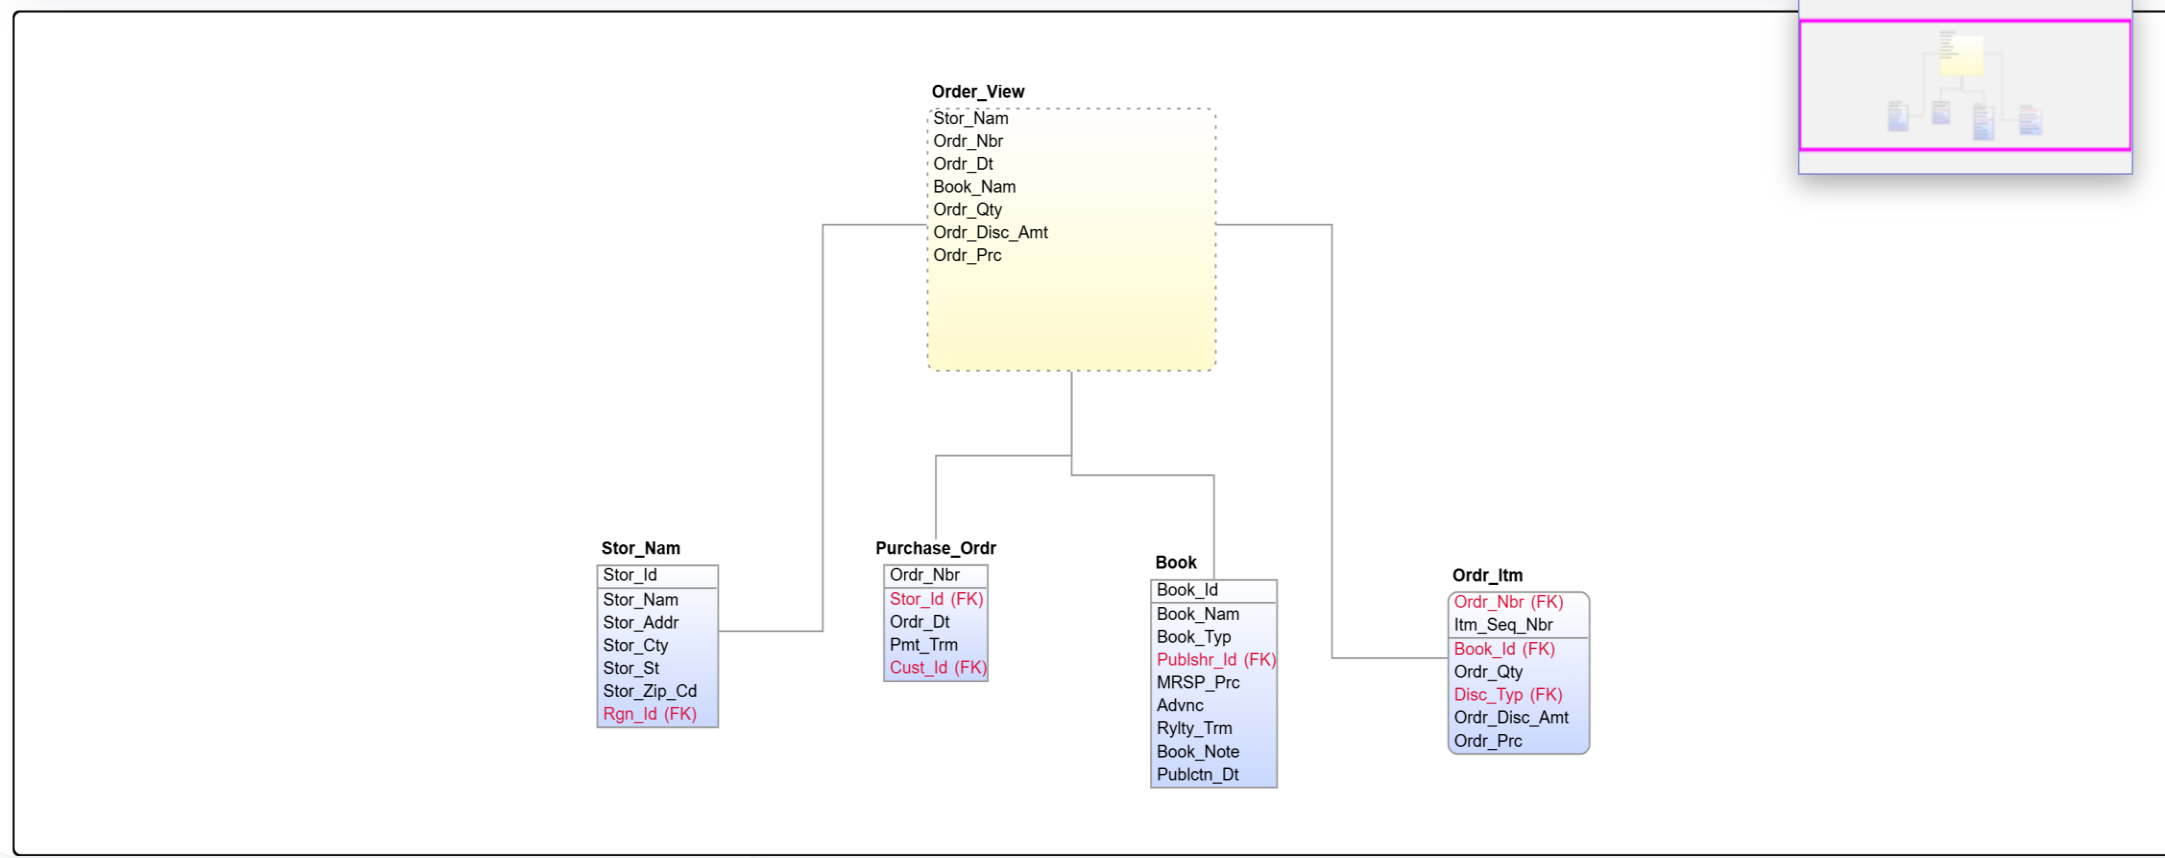 Order_View
Stor_Nam
Ordr_Nbr
Ordr_Dt
Book_Nam
Ordr_Qty
Ordr_Disc_Amt
Ordr_Prc
Stor_Nam
Stor_Id
Stor_Nam
Stor_Addr
Stor_Cty
Stor_St
Stor_Zip_Cd
Rgn_Id (FK)
Purchase_Ordr
Ordr_Nbr
Stor_Id (FK)
Ordr_Dt
Pmt_Trm
Cust_Id (FK)
Book
Book_Id
Book_Nam
Book_Typ
Publshr_Id (FK)
MRSP_Prc
Advnc
Rylty_Trm
Book_Note
Publctn_Dt
Ordr_Itm
Ordr_Nbr (FK)
Itm_Seq_Nbr
Book_Id (FK)
Ordr_Qty
Disc_Typ (FK)
Ordr_Disc_Amt
Ordr_Prc